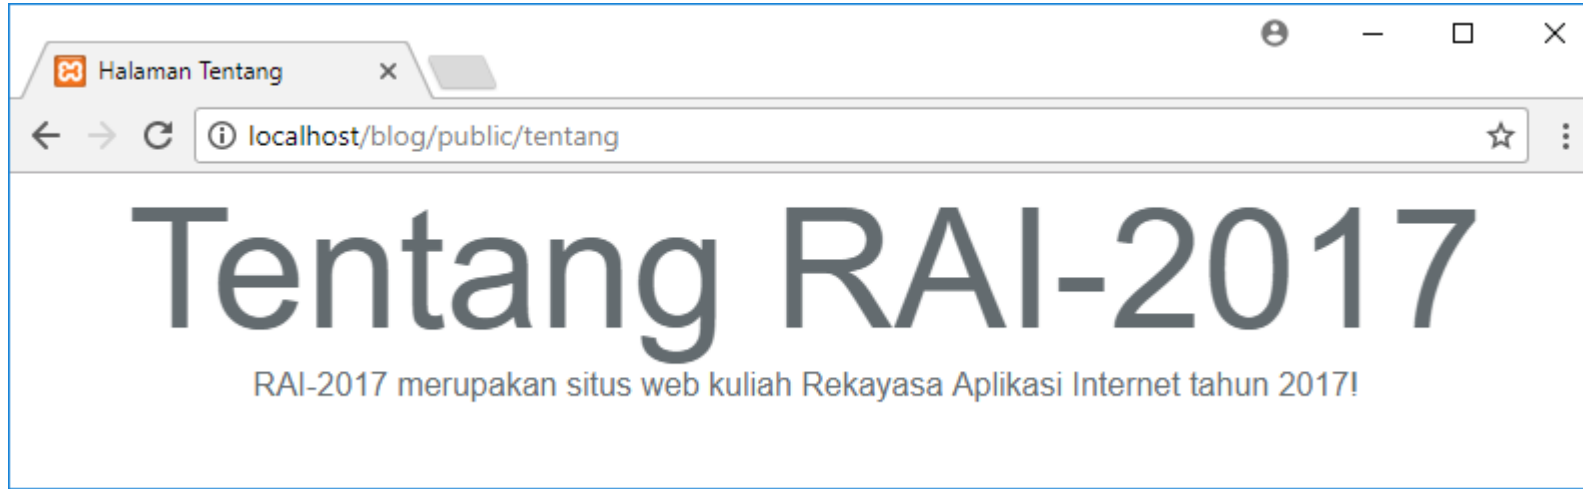 Halaman Tentang
localhost/blog/public/tentang
Tentang RAI-2017
RAI-2017 merupakan situs web kuliah Rekayasa Aplikasi Internet tahun 2017!